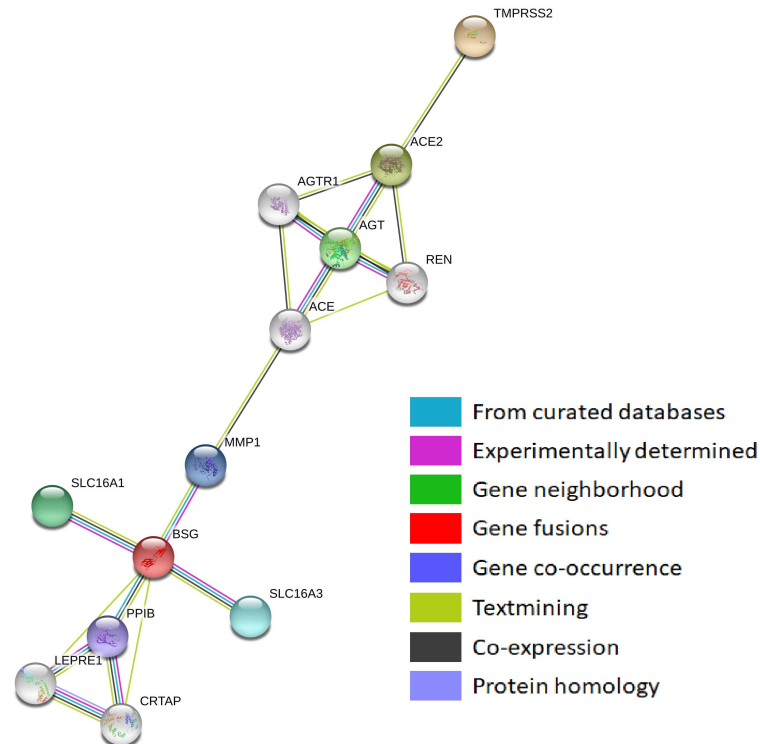 TMPRSS2
ACE2
AGTR1
AGT
REN
ACE
MMP1
SLC16A1
BSG
SLC16A3
PPIB
LEPRE1
CRTAP
From curated databases
Experimentally determined
Gene neighborhood
Gene fusions
Gene co-occurrence
Textmining
Co-expression
Protein homology